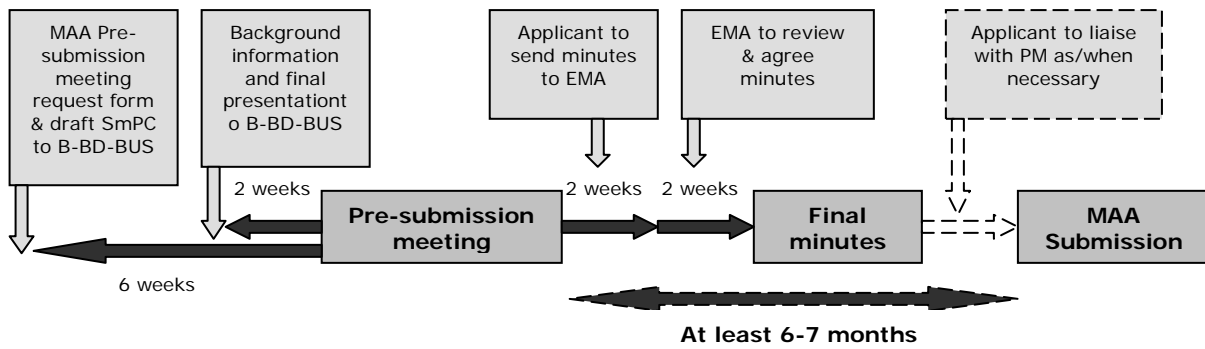 MAA Pre-
submission
meeting
request form
& draft SmPC
to B-BD-BUS
Background
information
and final
presentationt
o B-BD-BUS
Applicant to
send minutes
to EMA
EMA to review
& agree
minutes
Applicant to liaise
with PM as/when
necessary
2 weeks
2 weeks
2 weeks
Pre-submission
meeting
Final
minutes
MAA
Submission
6 weeks
At least 6-7 months